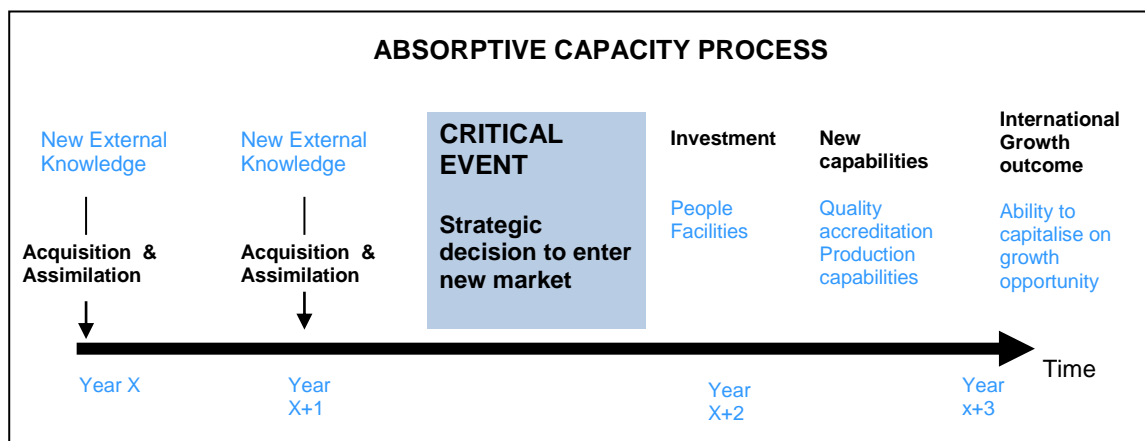 ABSORPTIVE CAPACITY PROCESS
New External
Knowledge
Acquisition &
Assimilation
New External
Knowledge
Acquisition &
Assimilation
CRITICAL
EVENT
Strategic
decision to enter
new market
Investment
People
Facilities
New
capabilities
Quality
accreditation
Production
capabilities
International
Growth
outcome
Ability to
capitalise on
growth
opportunity
Time
Year X
Year
X+1
Year
X+2
Year
x+3